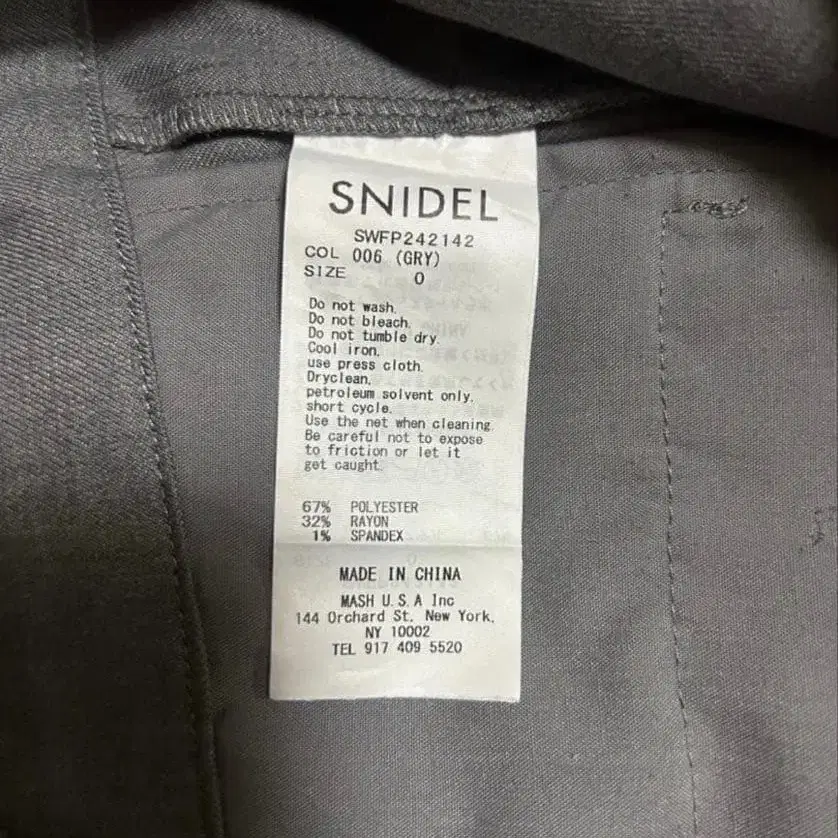 SNIDEL
SWFP242142
COL 006 (GRY)
SIZE 0
Do not wash.
Do not bleach.
Do not tumble dry.
Cool iron.
use press cloth.
Dryclean.
petroleum solvent only.
short cycle.
Use the net when cleaning.
Be careful not to expose
to friction or let it
get caught.
67% POLYESTER
32% RAYON
1% SPANDEX
MADE IN CHINA
MASH U.S.A Inc
144 Orchard St. New York,
NY 10002
TEL 917 409 5520